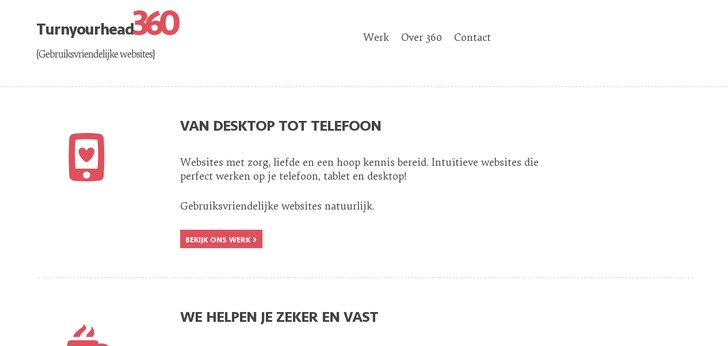 Turnyourhead360
{Gebruiksvriendelijke websites}
Werk Over 360 Contact
VAN DESKTOP TOT TELEFOON
Websites met zorg, liefde en een hoop kennis bereid. Intuïtieve websites die
perfect werken op je telefoon, tablet en desktop!
Gebruiksvriendelijke websites natuurlijk.
BEKIJK ONS WERK ›
WE HELPEN JE ZEKER EN VAST